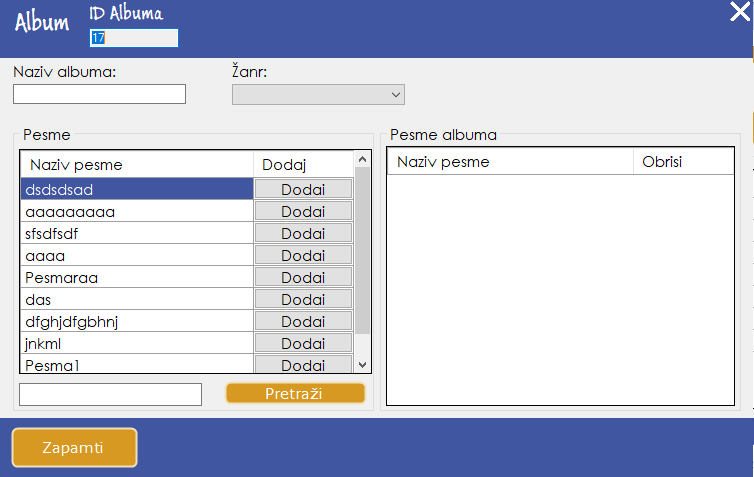 Album
ID Albuma
17
Naziv albuma:
Žanr:
Pesme
Naziv pesme Dodaj
dsdsdsad Dodaj
aaaaaaaaa Dodaj
sfsdfsdf Dodaj
aaaa Dodaj
Pesmaraa Dodaj
das Dodaj
dfghjdfgbhnj Dodaj
jnkml Dodaj
Pesma1 Dodaj
Pretraži
Pesme albuma
Naziv pesme Obrisi
Zapamti